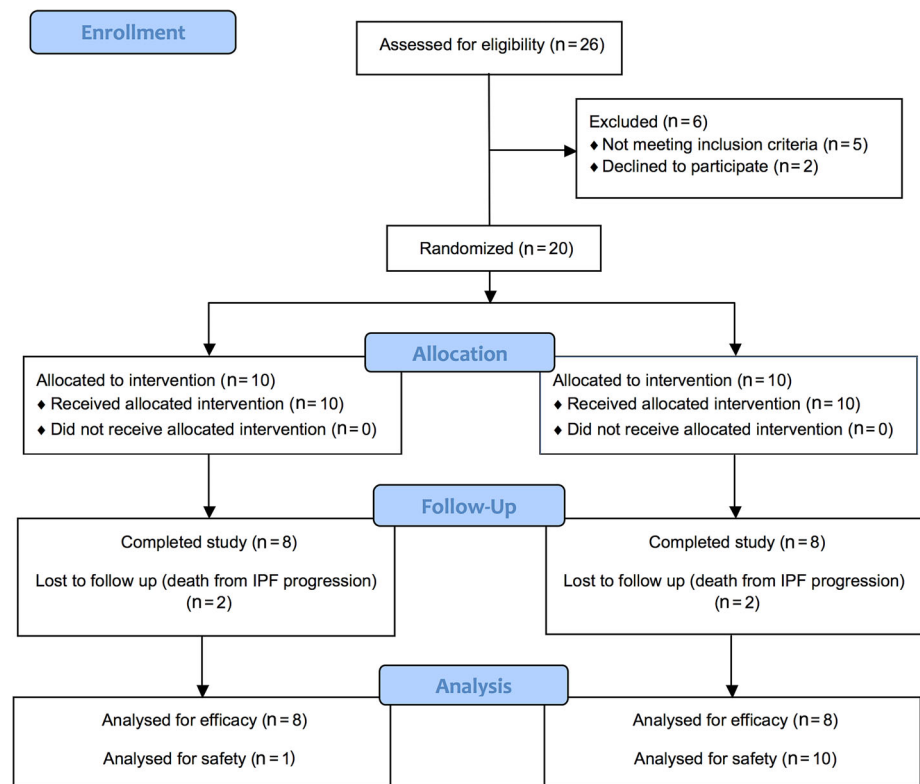 Enrollment
Assessed for eligibility (n=26)
Excluded (n=6)
♦ Not meeting inclusion criteria (n=5)
♦ Declined to participate (n=2)
Randomized (n=20)
Allocation
Allocated to intervention (n=10)
♦ Received allocated intervention (n=10)
♦ Did not receive allocated intervention (n=0)
Allocated to intervention (n=10)
♦ Received allocated intervention (n=10)
♦ Did not receive allocated intervention (n=0)
Follow-Up
Completed study (n=8)
Lost to follow up (death from IPF progression)
(n=2)
Completed study (n=8)
Lost to follow up (death from IPF progression)
(n=2)
Analysis
Analysed for efficacy (n=8)
Analysed for safety (n=1)
Analysed for efficacy (n=8)
Analysed for safety (n=10)